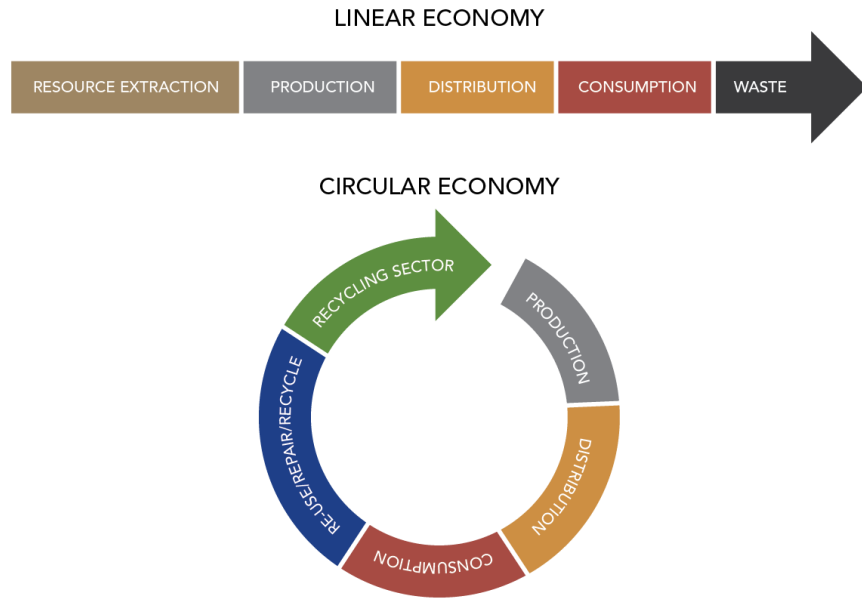 LINEAR ECONOMY
RESOURCE EXTRACTION
PRODUCTION
DISTRIBUTION
CONSUMPTION
WASTE
CIRCULAR ECONOMY
PRODUCTION
DISTRIBUTION
CONSUMPTION
RE-USE/REPAIR/RECYCLE
RECYCLING SECTOR